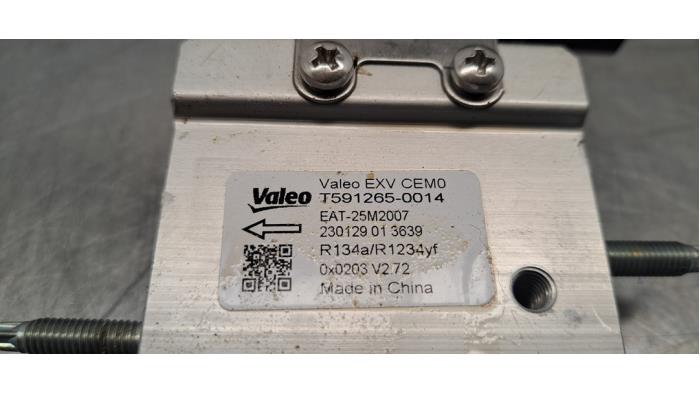 Valeo
Valeo EXV CEM0
T591265-0014
EAT-25M2007
230129 01 3639
R134a/R1234yf
0x0203 V2.72
Made in China